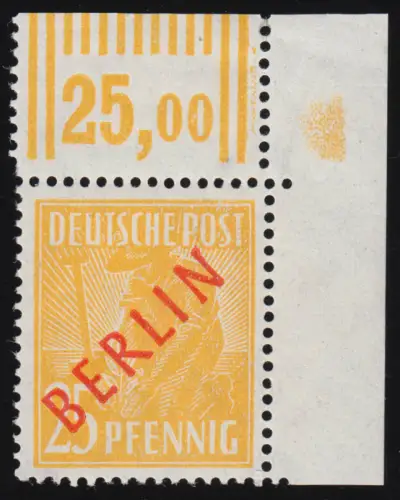 25,00
DEUTSCHE POST
BERLIN
25 PFENNIG